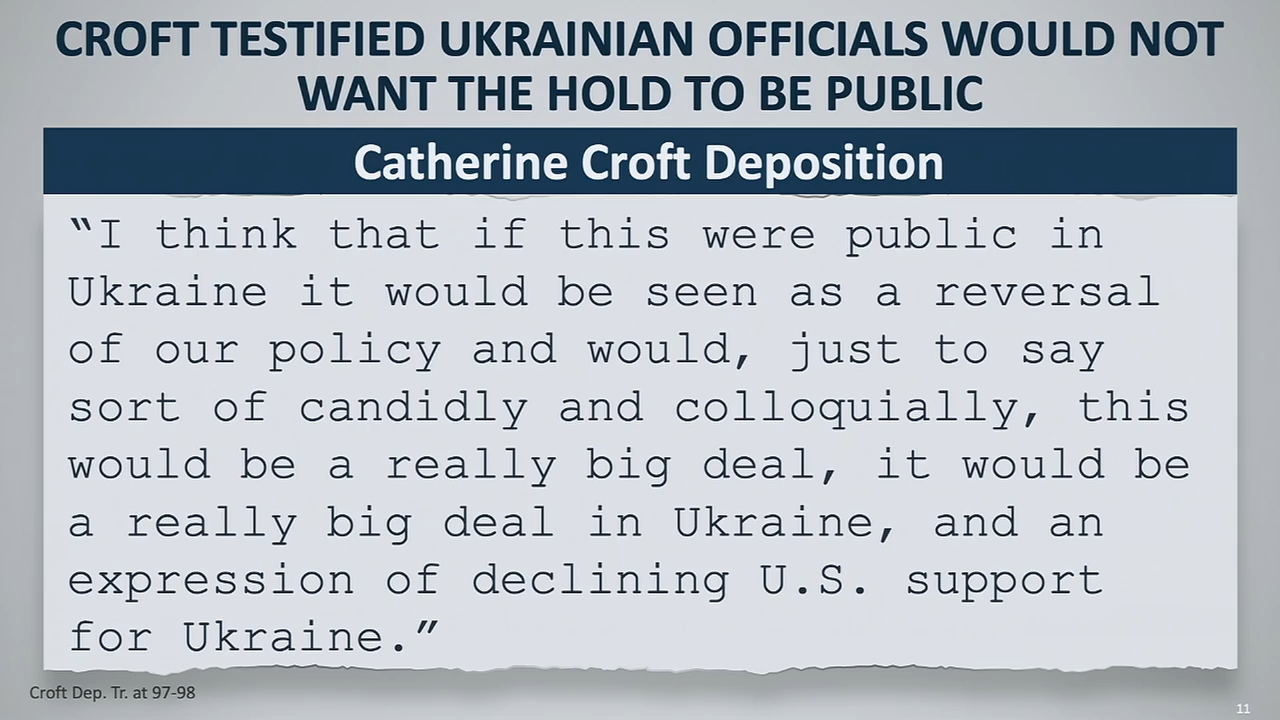 CROFT TESTIFIED UKRAINIAN OFFICIALS WOULD NOT
WANT THE HOLD TO BE PUBLIC
Catherine Croft Deposition
“I think that if this were public in
Ukraine it would be seen as a reversal
of our policy and would, just to say
sort of candidly and colloquially, this
would be a really big deal, it would be
a really big deal in Ukraine, and an
expression of declining U.S. support
for Ukraine.”
Croft Dep. Tr. at 97-98
11